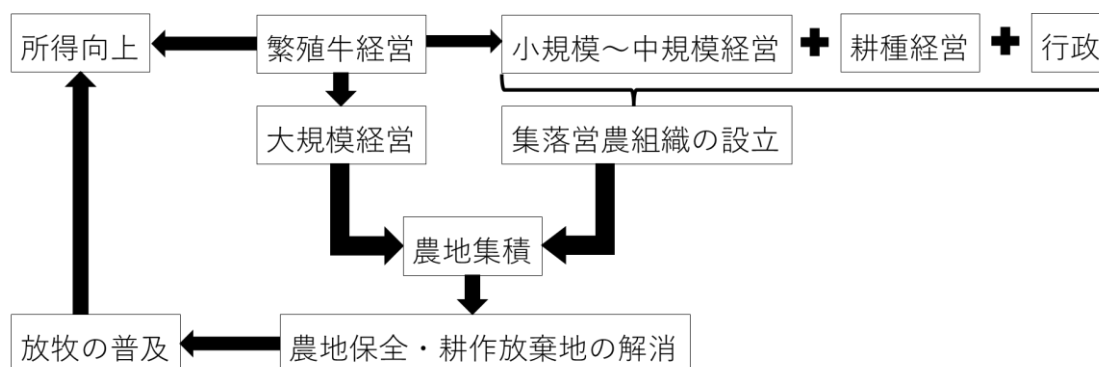 所得向上
繁殖牛経営
小規模～中規模経営
耕種経営
行政
大規模経営
集落営農組織の設立
農地集積
放牧の普及
農地保全・耕作放棄地の解消